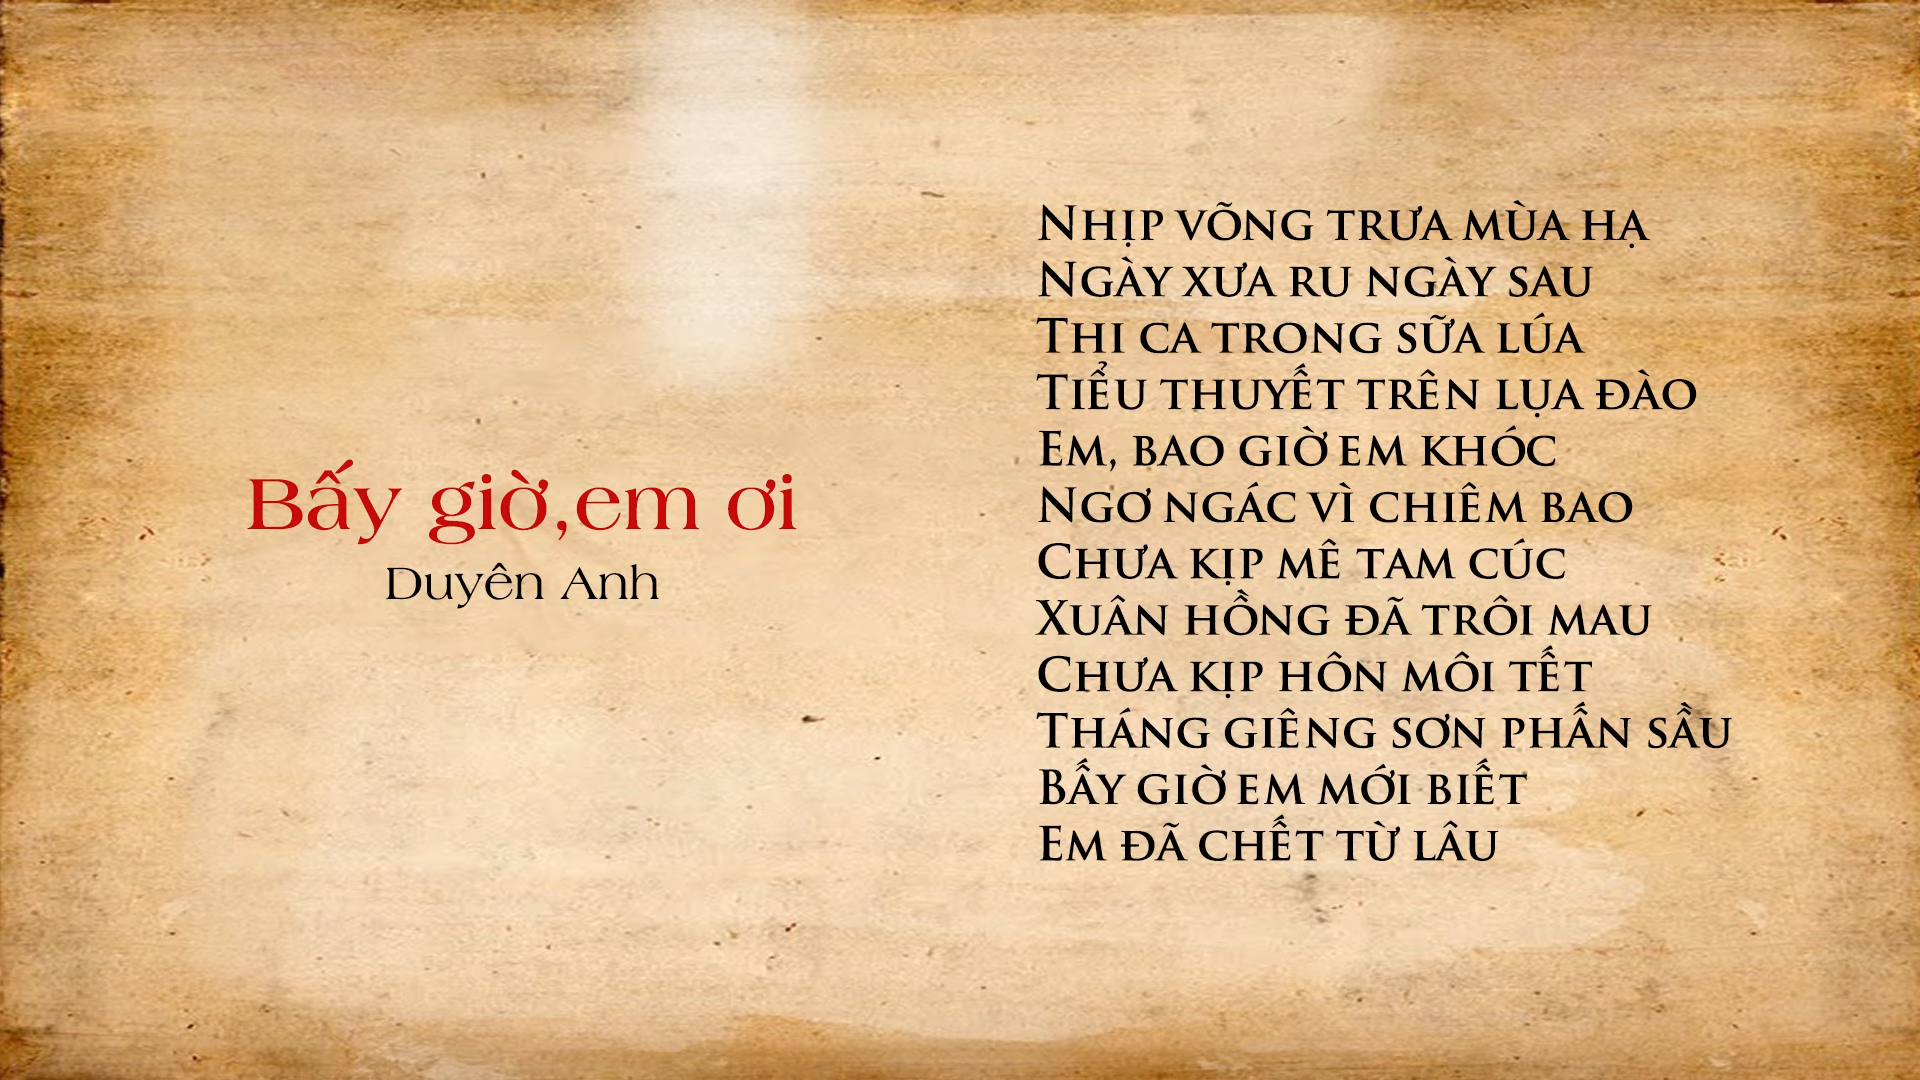 Bấy giờ,em ơi
Duyên Anh
Nhịp võng trưa mùa hạ
Ngày xưa ru ngày sau
Thi ca trong sữa lúa
Tiểu thuyết trên lụa đào
Em, bao giờ em khóc
Ngơ ngác vì chiêm bao
Chưa kịp mê tam cúc
Xuân hồng đã trôi mau
Chưa kịp hôn môi tết
Tháng giêng sơn phấn sầu
Bấy giờ em mới biết
Em đã chết từ lâu